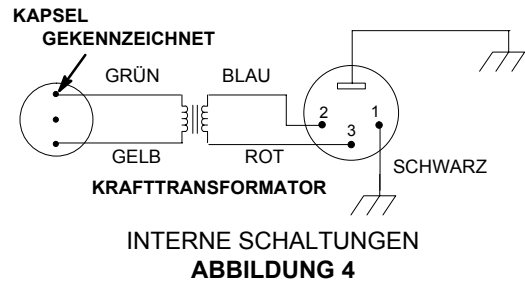 KAPSEL
GEKENNZEICHNET
GRÜN
BLAU
2
1
3
GELB
ROT
SCHWARZ
KRAFTTRANSFORMATOR
INTERNE SCHALTUNGEN
ABBILDUNG 4